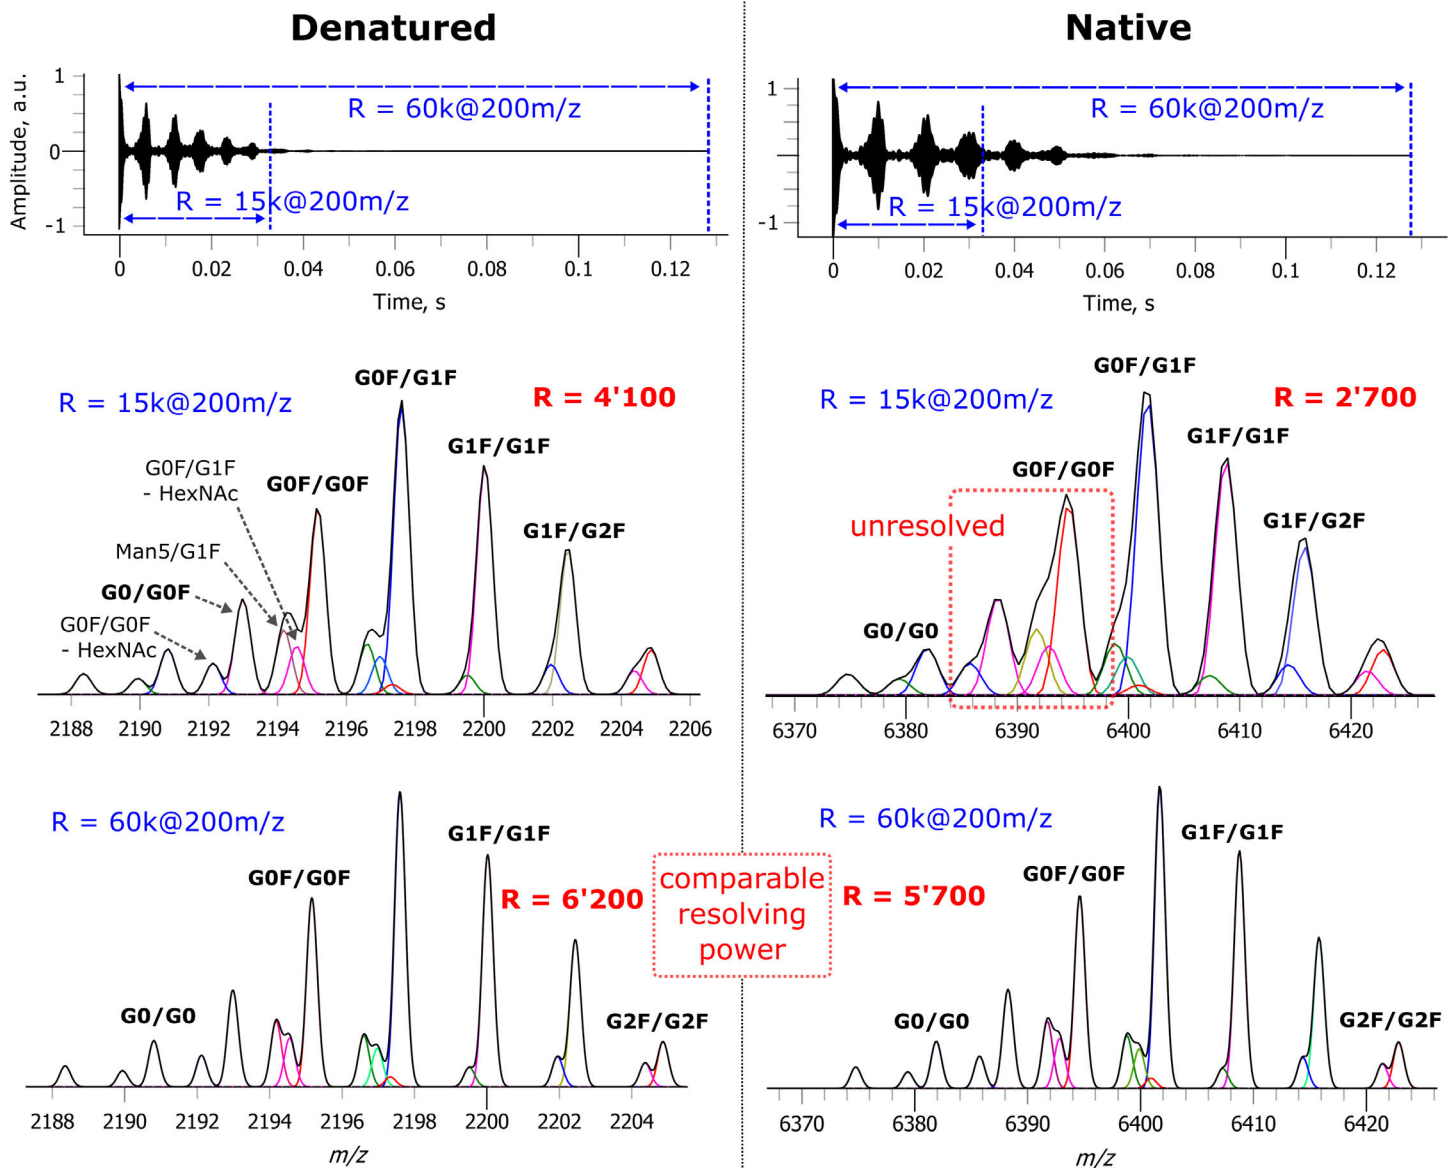 Denatured
Native
Amplitude, a.u.
1
0
-1
R = 60k@200m/z
R = 15k@200m/z
0 0.02 0.04 0.06 0.08 0.1 0.12
Time, s
1
0
-1
R = 60k@200m/z
R = 15k@200m/z
0 0.02 0.04 0.06 0.08 0.1 0.12
Time, s
R = 15k@200m/z
G0F/G1F
R = 4'100
G0F/G1F
- HexNAc
G0F/G0F
G1F/G1F
Man5/G1F
G1F/G2F
G0/G0F
G0F/G0F
- HexNAc
2188 2190 2192 2194 2196 2198 2200 2202 2204 2206
R = 15k@200m/z
G0F/G1F
R = 2'700
G1F/G1F
G0F/G0F
unresolved
G1F/G2F
G0/G0
6370 6380 6390 6400 6410 6420
R = 60k@200m/z
G1F/G1F
G0F/G0F
R = 6'200
G0/G0
G2F/G2F
2188 2190 2192 2194 2196 2198 2200 2202 2204
m/z
comparable
resolving
power
R = 60k@200m/z
G1F/G1F
G0F/G0F
R = 5'700
G0/G0
G2F/G2F
6370 6380 6390 6400 6410 6420
m/z